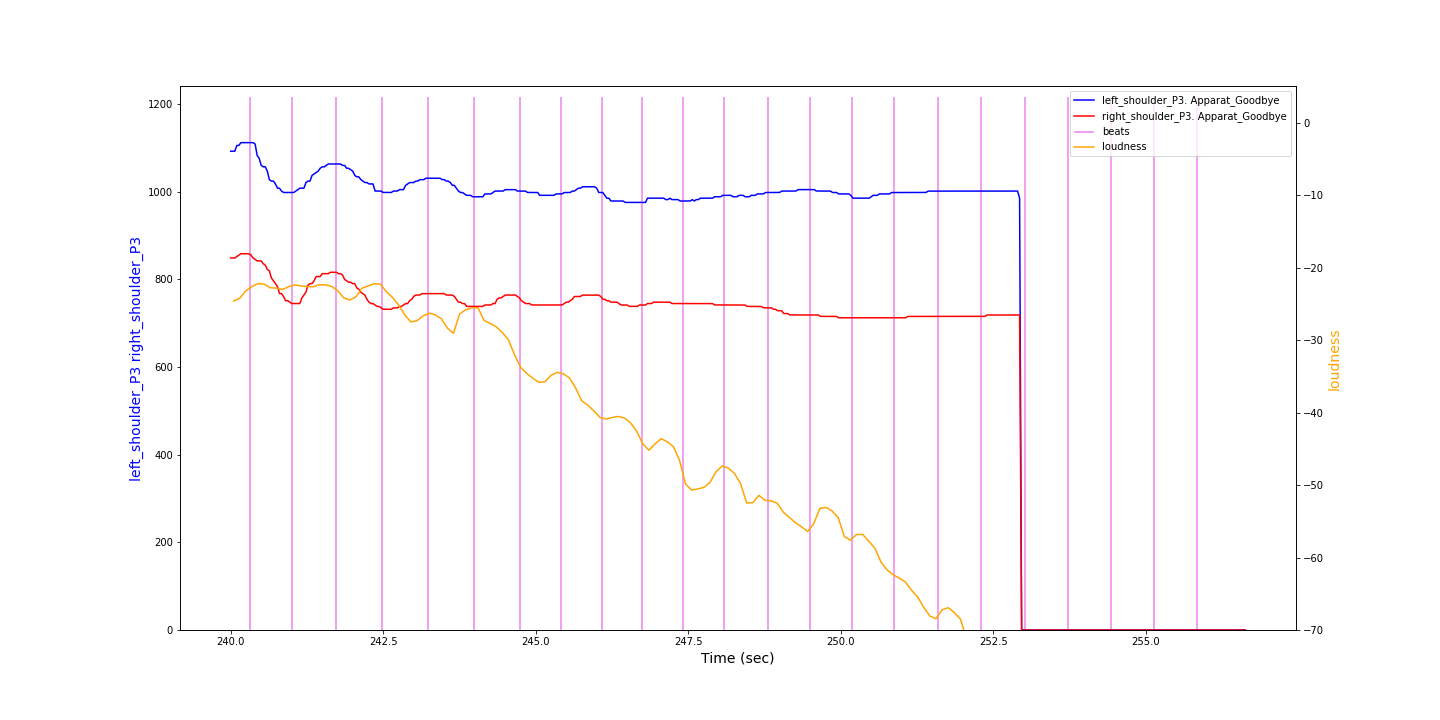 left_shoulder_P3 right_shoulder_P3
1200
1000
800
600
400
200
0
left_shoulder_P3. Apparat_Goodbye
right_shoulder_P3. Apparat_Goodbye
beats
loudness
0
−10
−20
−30
−40
−50
−60
−70
loudness
240.0 242.5 245.0 247.5 250.0 252.5 255.0
Time (sec)